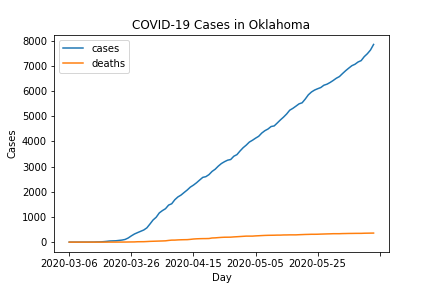 COVID-19 Cases in Oklahoma
cases
deaths
8000
7000
6000
5000
4000
3000
2000
1000
0
Cases
2020-03-06 2020-03-26 2020-04-15 2020-05-05 2020-05-25
Day